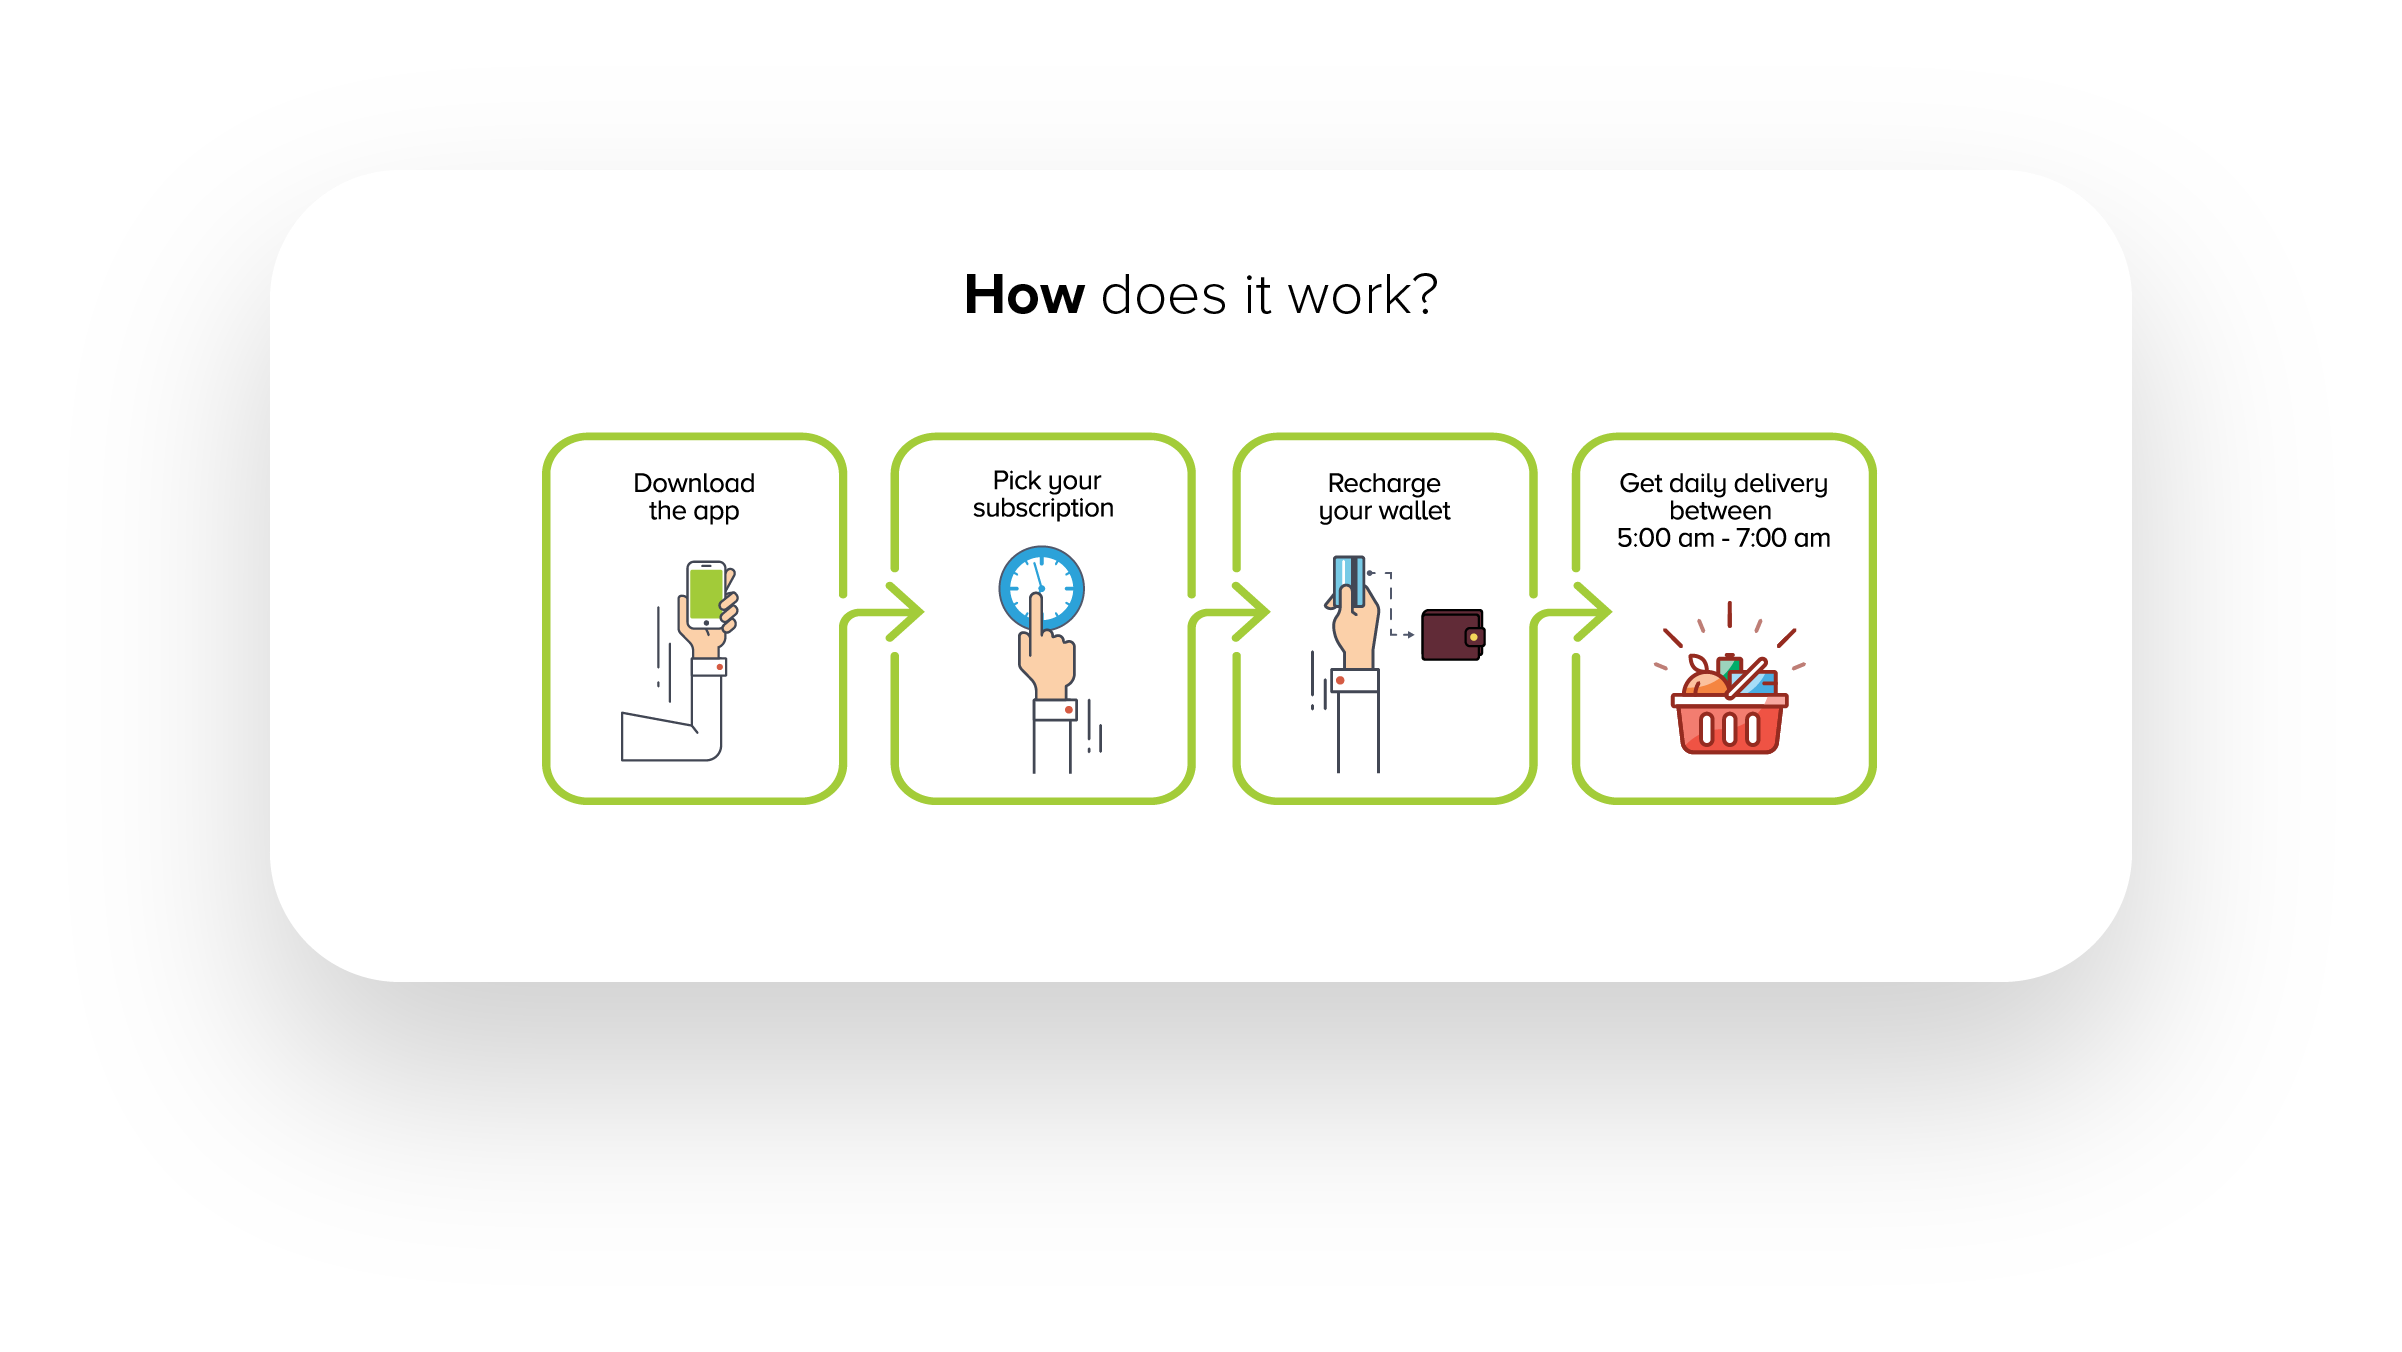 How does it work?
Download
the app
Pick your
subscription
Recharge
your wallet
Get daily delivery
between
5:00 am - 7:00 am